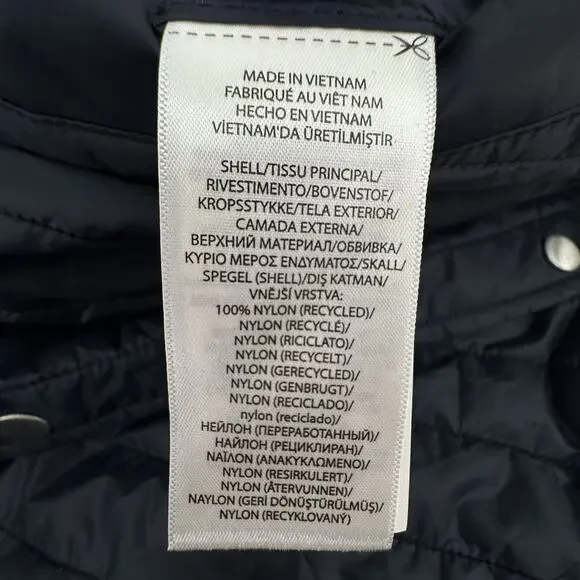 MADE IN VIETNAM
FABRIQUÉ AU VIÊT NAM
HECHO EN VIETNAM
VİETNAM'DA ÜRETİLMİŞTİR
SHELL/TISSU PRINCIPAL/
RIVESTIMENTO/BOVENSTOF/
KROPSSTYKKE/TELA EXTERIOR/
CAMADA EXTERNA/
ВЕРХНИЙ МАТЕРИАЛ/ОБВИВКА/
ΚΥΡΙΟ ΜΕΡΟΣ ΕΝΔΥΜΑΤΟΣ/SKALL/
SPEGEL (SHELL)/DIŞ KATMAN/
VNĚJŠÍ VRSTVA:
100% NYLON (RECYCLED)/
NYLON (RECYCLÉ)/
NYLON (RICICLATO)/
NYLON (RECYCELT)/
NYLON (GERECYCLED)/
NYLON (GENBRUGT)/
NYLON (RECICLADO)/
nylon (reciclado)/
НЕЙЛОН (ПЕРЕРАБОТАННЫЙ)/
НАЙЛОН (РЕЦИКЛИРАН)/
ΝΑΪΛΟΝ (ΑΝΑΚΥΚΛΩΜΕΝΟ)/
NYLON (RESIRKULERT)/
NYLON (ÅTERVUNNEN)/
NAYLON (GERİ DÖNÜŞTÜRÜLMÜŞ)/
NYLON (RECYKLOVANÝ)